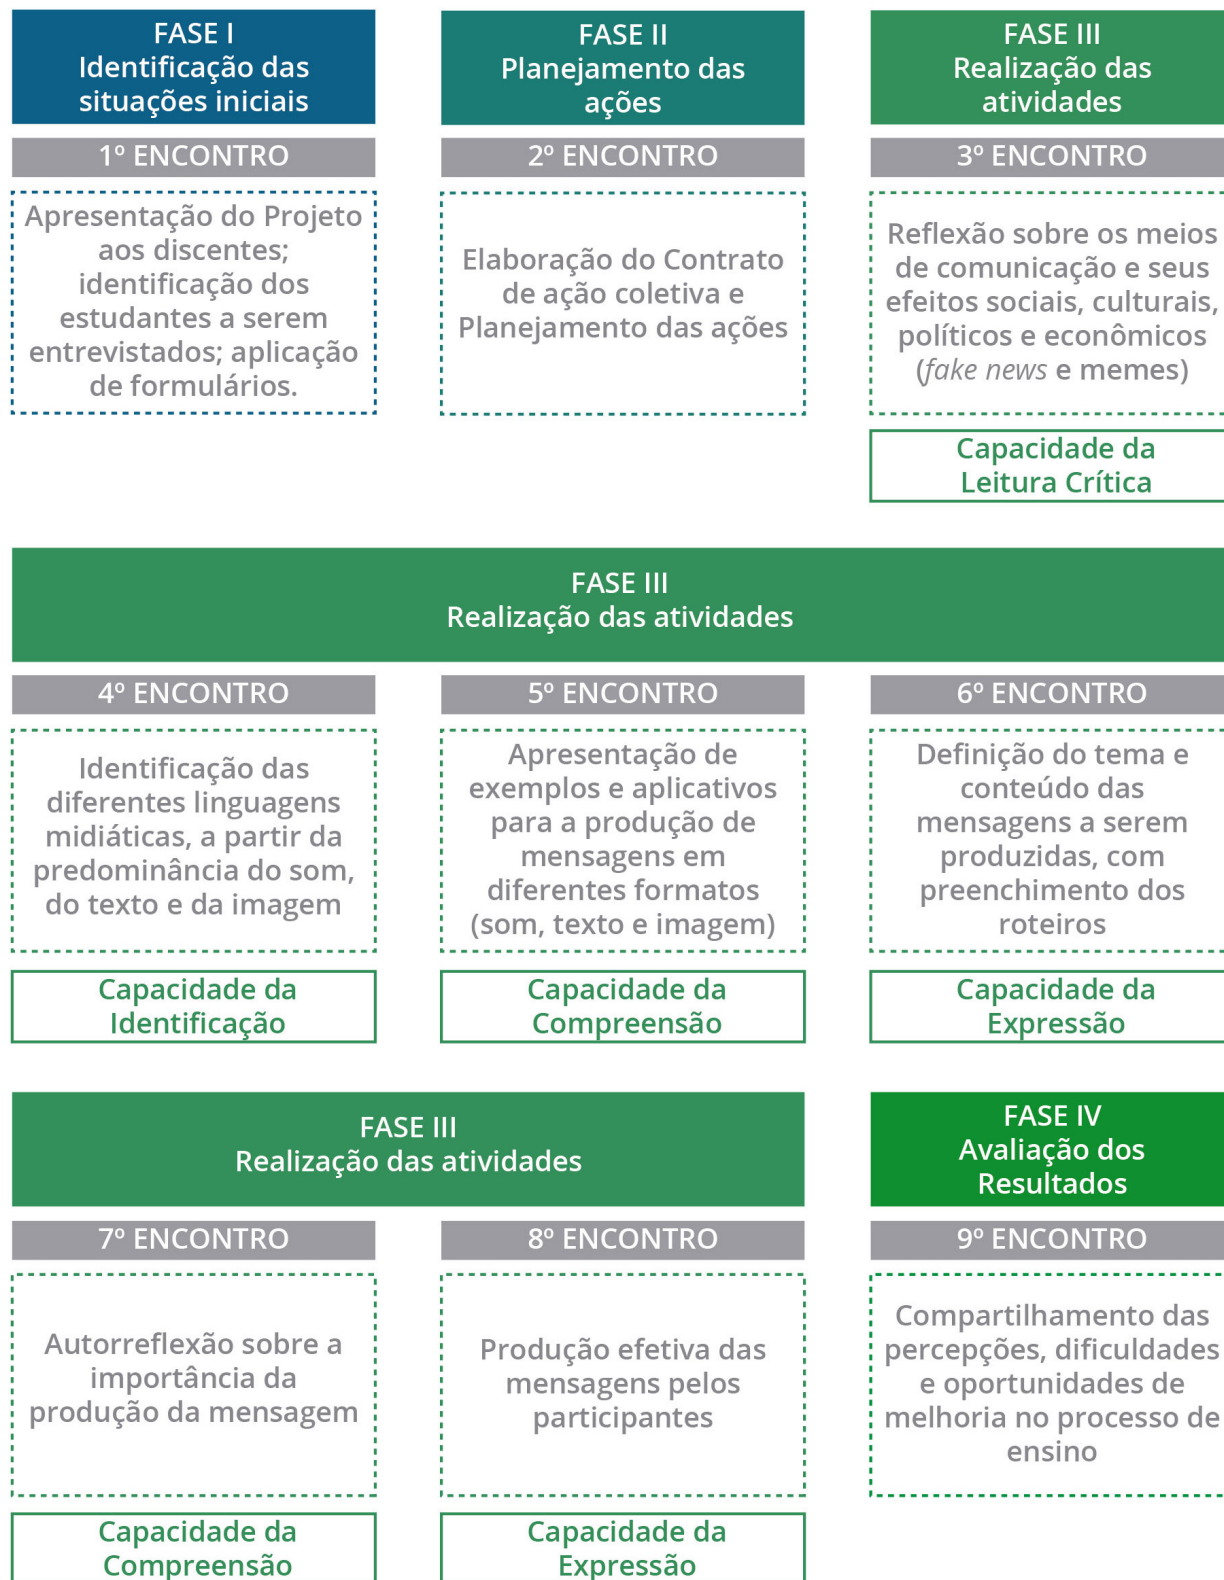 FASE I
Identificação das
situações iniciais
1º ENCONTRO
Apresentação do Projeto
aos discentes;
identificação dos
estudantes a serem
entrevistados; aplicação
de formulários.
FASE II
Planejamento das
ações
2º ENCONTRO
Elaboração do Contrato
de ação coletiva e
Planejamento das ações
FASE III
Realização das
atividades
3º ENCONTRO
Reflexão sobre os meios
de comunicação e seus
efeitos sociais, culturais,
políticos e econômicos
(fake news e memes)
Capacidade da
Leitura Crítica
FASE III
Realização das atividades
4º ENCONTRO
Identificação das
diferentes linguagens
midiáticas, a partir da
predominância do som,
do texto e da imagem
Capacidade da
Identificação
5º ENCONTRO
Apresentação de
exemplos e aplicativos
para a produção de
mensagens em
diferentes formatos
(som, texto e imagem)
Capacidade da
Compreensão
6º ENCONTRO
Definição do tema e
conteúdo das
mensagens a serem
produzidas, com
preenchimento dos
roteiros
Capacidade da
Expressão
FASE III
Realização das atividades
7º ENCONTRO
Autorreflexão sobre a
importância da
produção da mensagem
Capacidade da
Compreensão
8º ENCONTRO
Produção efetiva das
mensagens pelos
participantes
Capacidade da
Expressão
FASE IV
Avaliação dos
Resultados
9º ENCONTRO
Compartilhamento das
percepções, dificuldades
e oportunidades de
melhoria no processo de
ensino